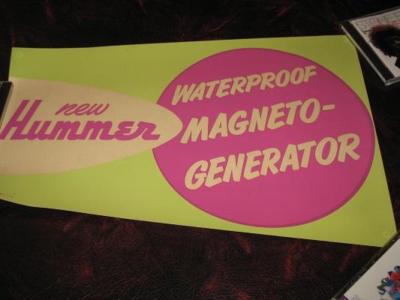 new
Hummer
WATERPROOF
MAGNETO-
GENERATOR